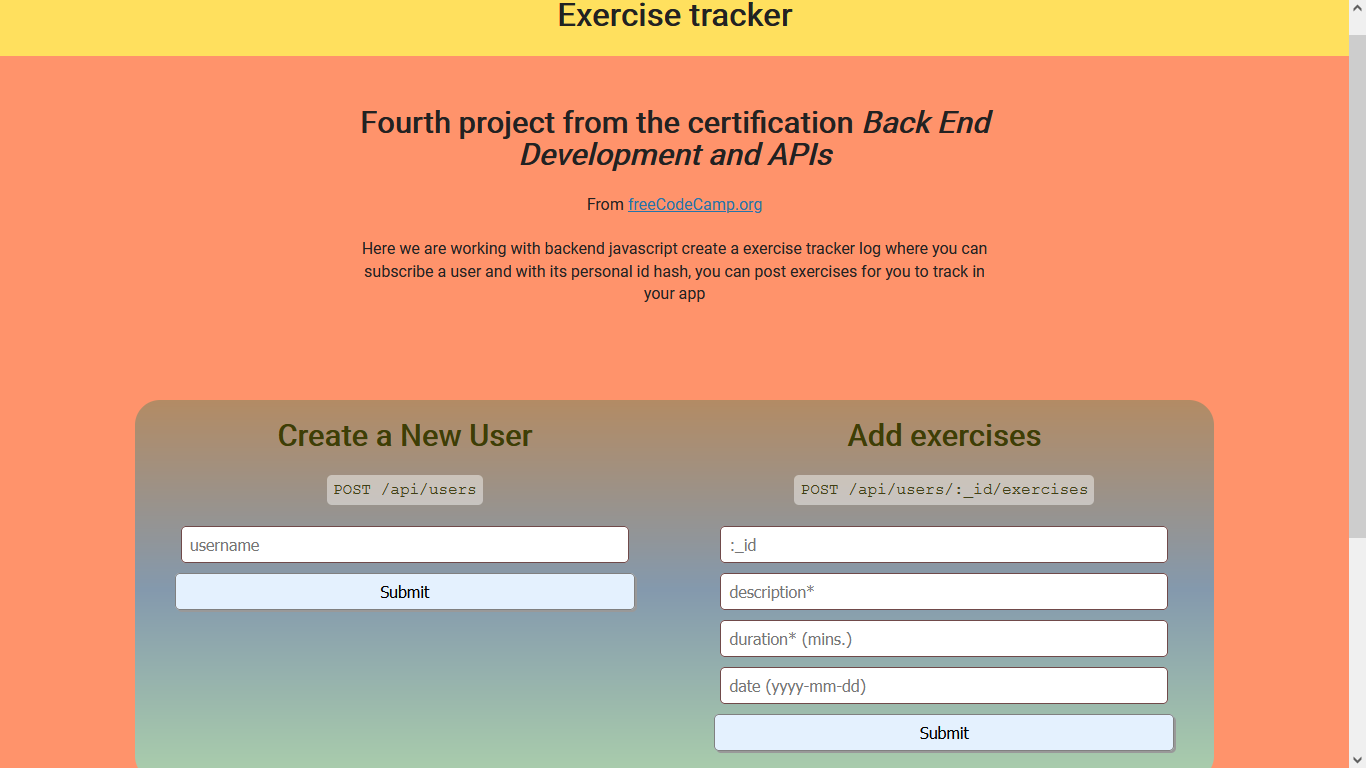 Exercise tracker
Fourth project from the certification Back End
Development and APIs
From freeCodeCamp.org
Here we are working with backend javascript create a exercise tracker log where you can
subscribe a user and with its personal id hash, you can post exercises for you to track in
your app
Create a New User
POST /api/users
username
Submit
Add exercises
POST /api/users/:_id/exercises
:_id
description*
duration* (mins.)
date (yyyy-mm-dd)
Submit